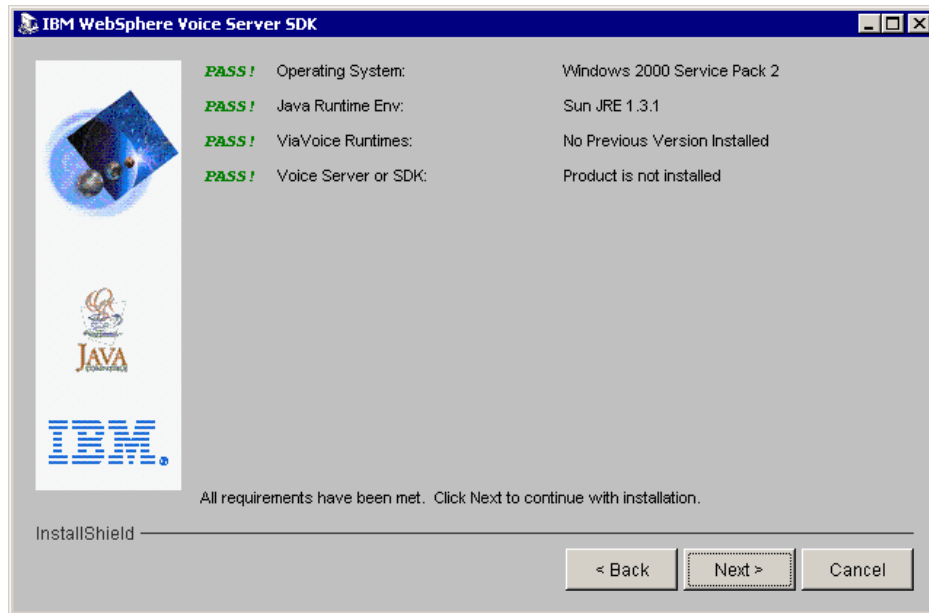 IBM WebSphere Voice Server SDK
PASS! Operating System: Windows 2000 Service Pack 2
PASS! Java Runtime Env: Sun JRE 1.3.1
PASS! ViaVoice Runtimes: No Previous Version Installed
PASS! Voice Server or SDK: Product is not installed
JAVA
COMPATIBLE
IBM.
All requirements have been met. Click Next to continue with installation.
InstallShield
< Back Next > Cancel